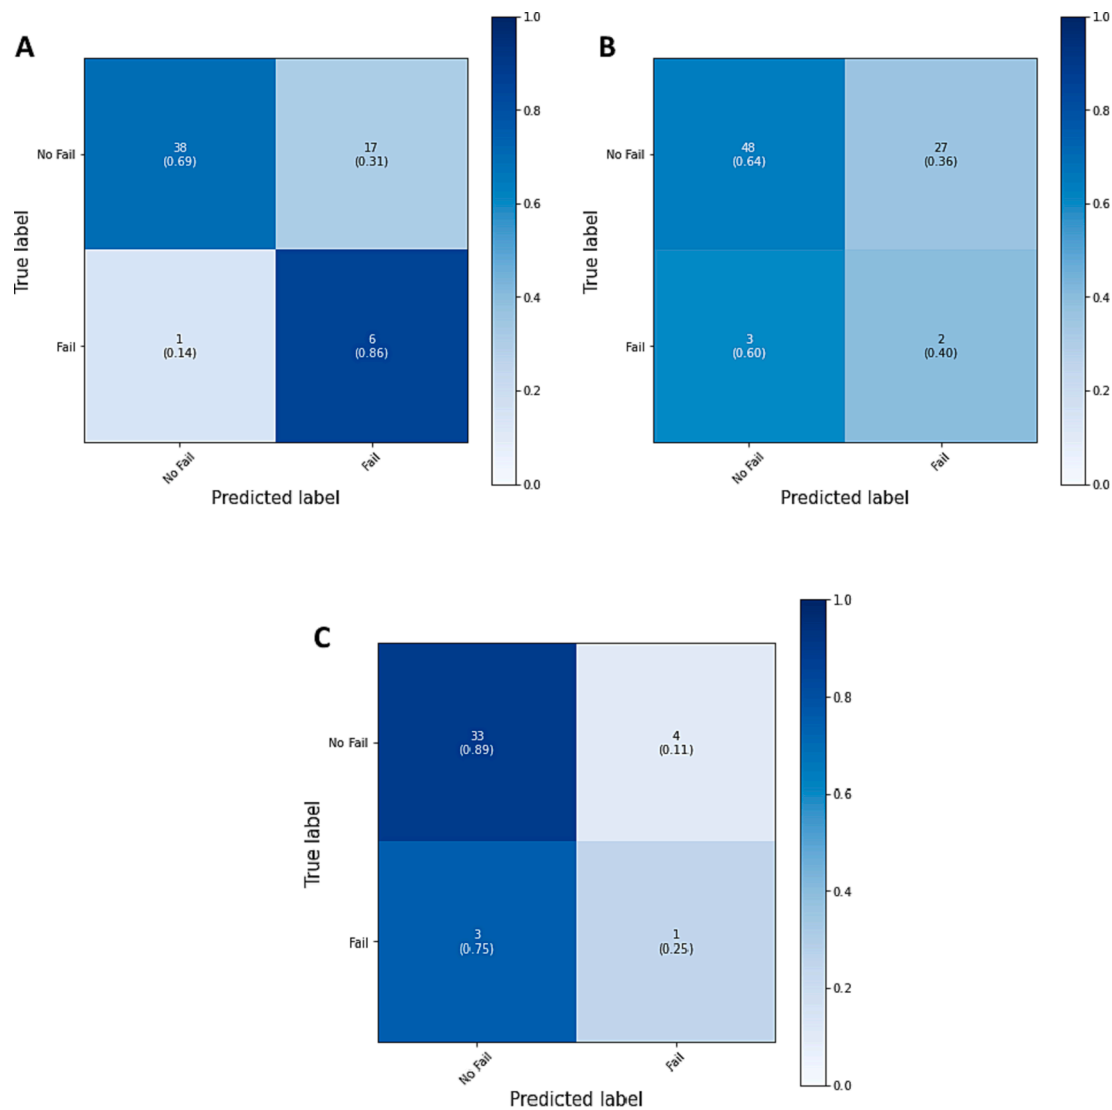 A
1.0
0.8
0.6
0.4
0.2
0.0
True label
No Fail
Fail
38
(0.69)
17
(0.31)
1
(0.14)
6
(0.86)
No Fail
Fail
Predicted label
B
1.0
0.8
0.6
0.4
0.2
0.0
True label
No Fail
Fail
48
(0.64)
27
(0.36)
3
(0.60)
2
(0.40)
No Fail
Fail
Predicted label
C
1.0
0.8
0.6
0.4
0.2
0.0
True label
No Fail
Fail
33
(0.89)
4
(0.11)
3
(0.75)
1
(0.25)
No Fail
Fail
Predicted label